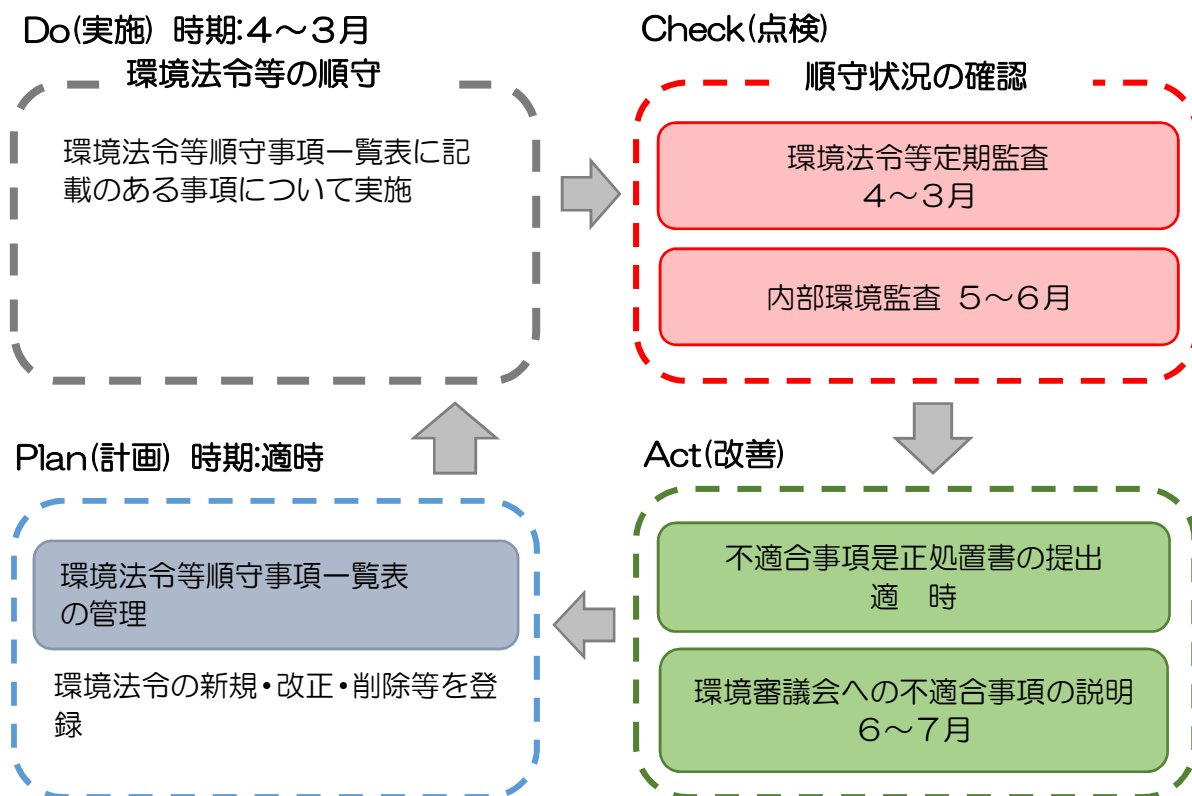 Do(実施) 時期:4～3月
環境法令等の順守
環境法令等順守事項一覧表に記
載のある事項について実施
Check(点検)
順守状況の確認
環境法令等定期監査
4～3月
内部環境監査 5～6月
Plan(計画) 時期:適時
環境法令等順守事項一覧表
の管理
環境法令の新規・改正・削除等を登
録
Act(改善)
不適合事項是正処置書の提出
適　時
環境審議会への不適合事項の説明
6～7月